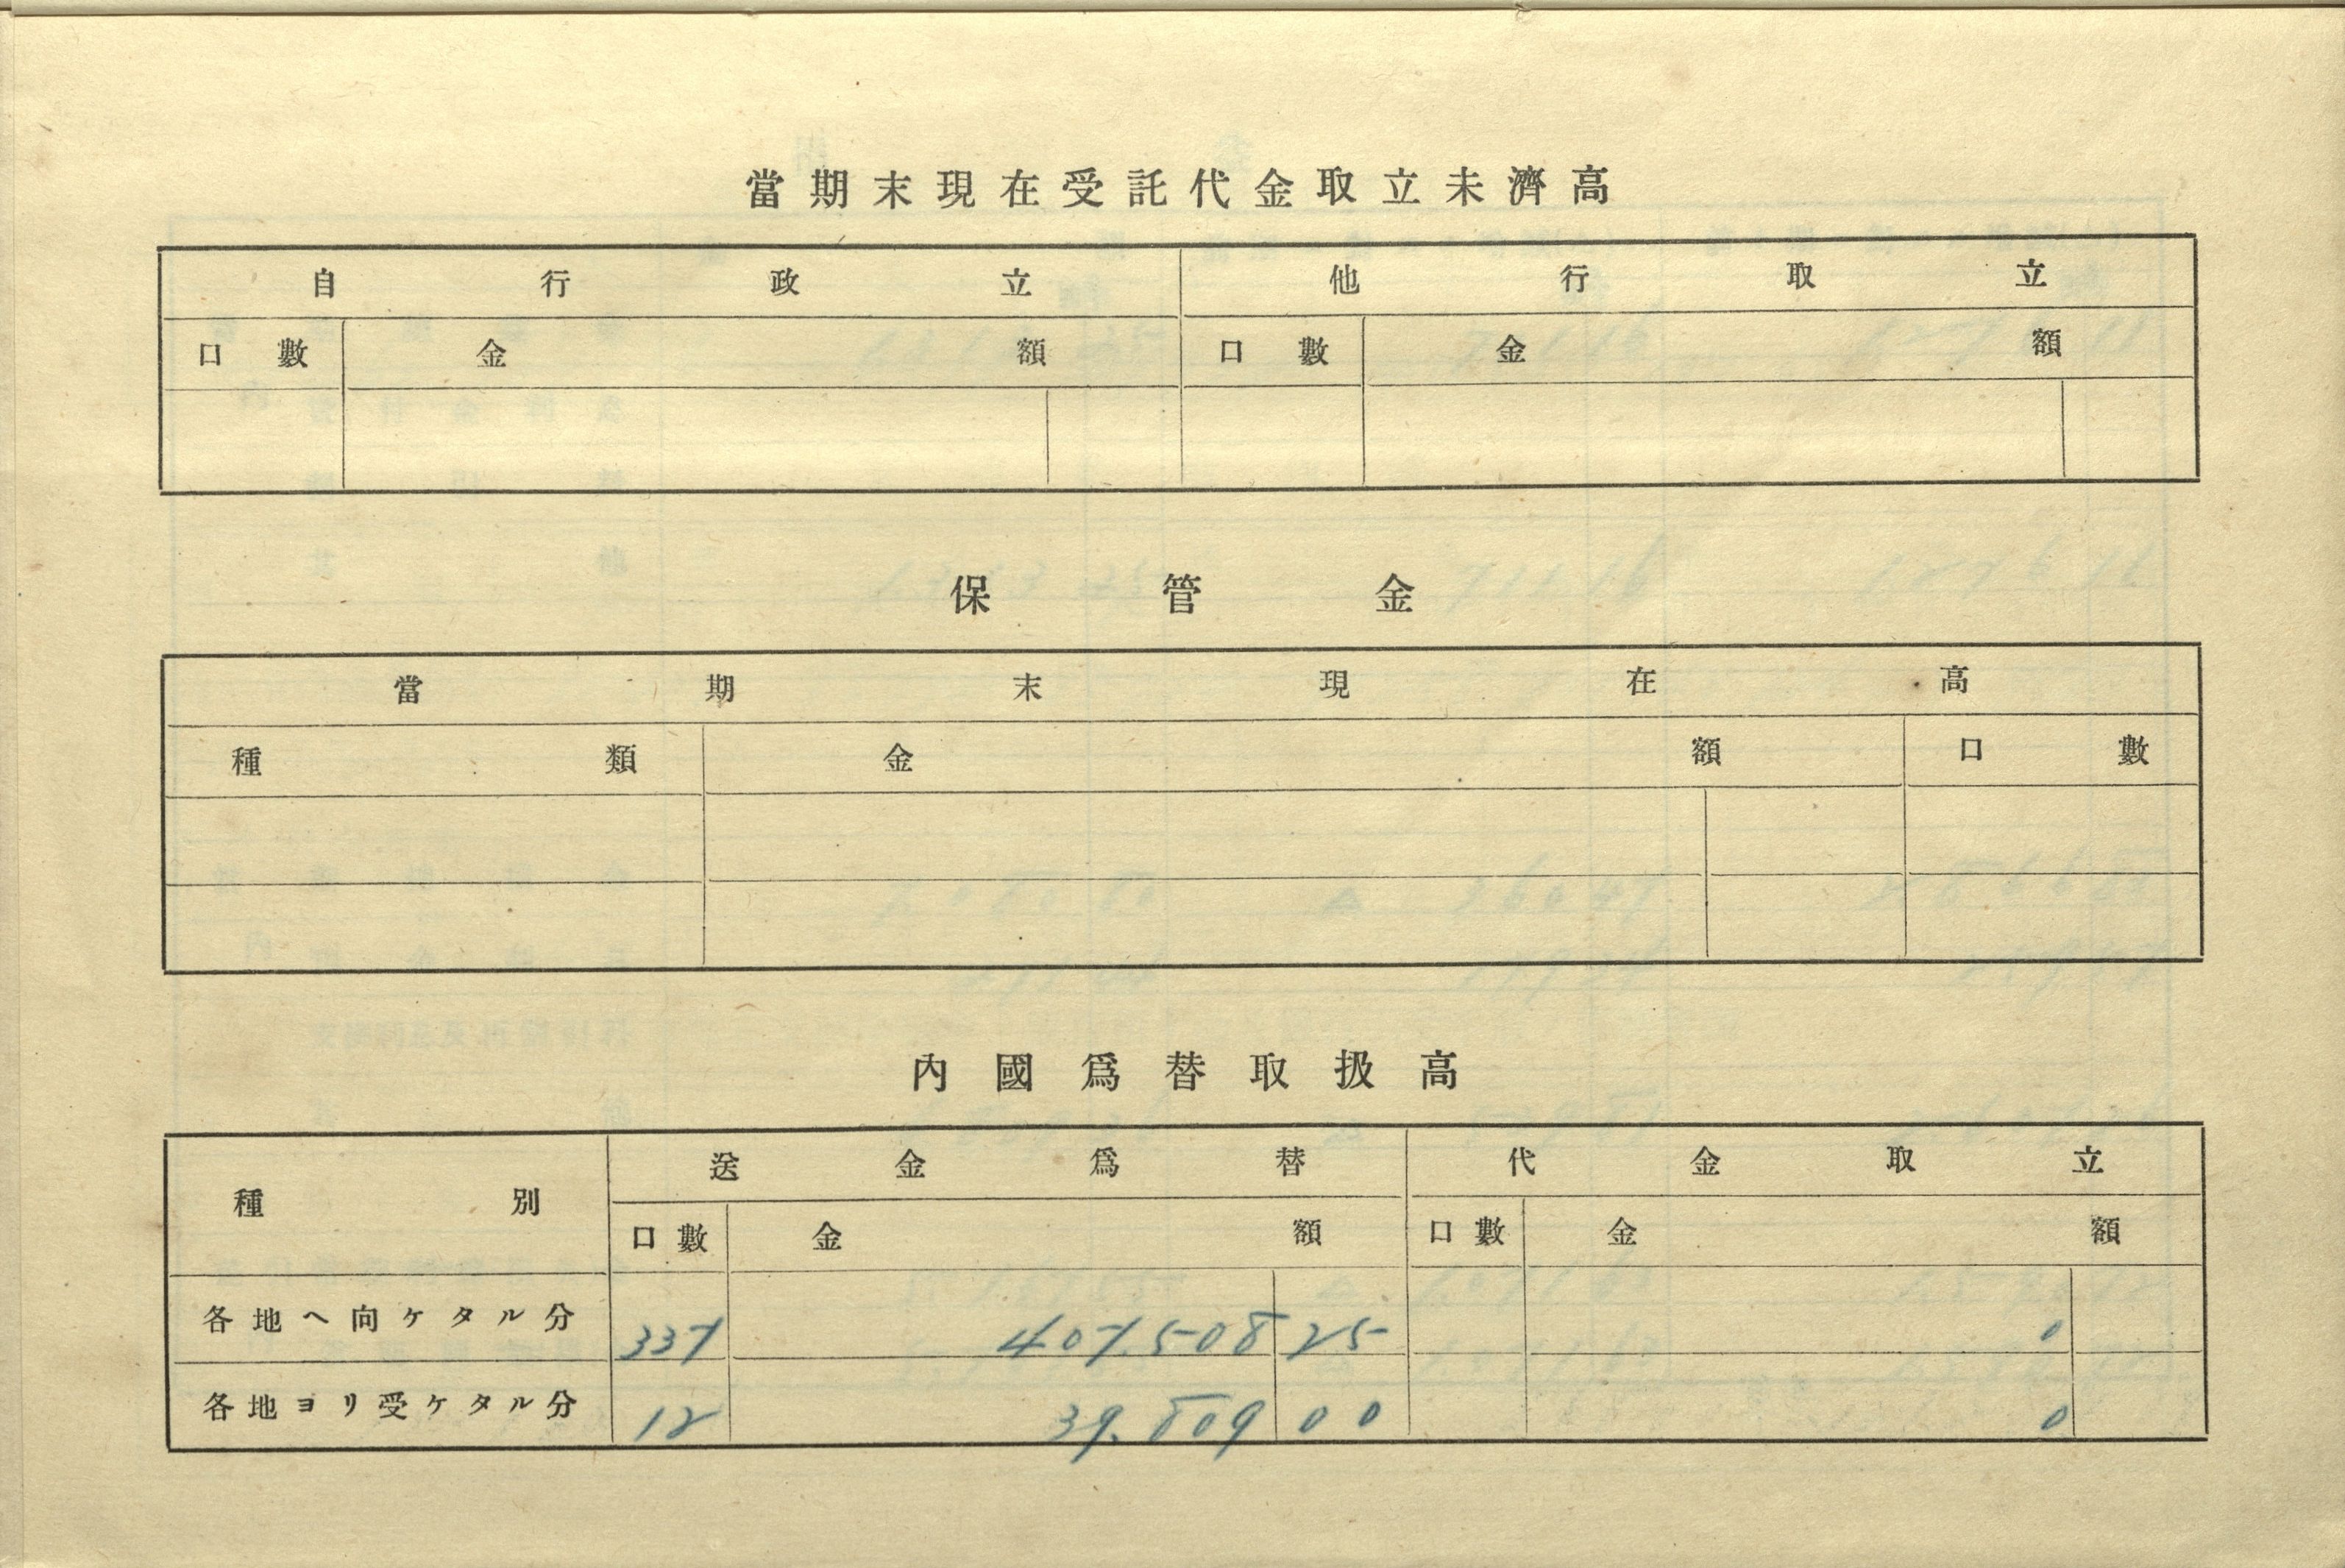 當期末現在受託代金取立未濟高
自行政立 他行取立
口數 金額 口數 金額
保管金
當期末現在高
種類 金額 口數
內國爲替取扱高
種別 送金爲替 代金取立
口數 金額 口數 金額
各地ヘ向ケタル分 337 407.508 25 0
各地ヨリ受ケタル分 12 39.809 00 0